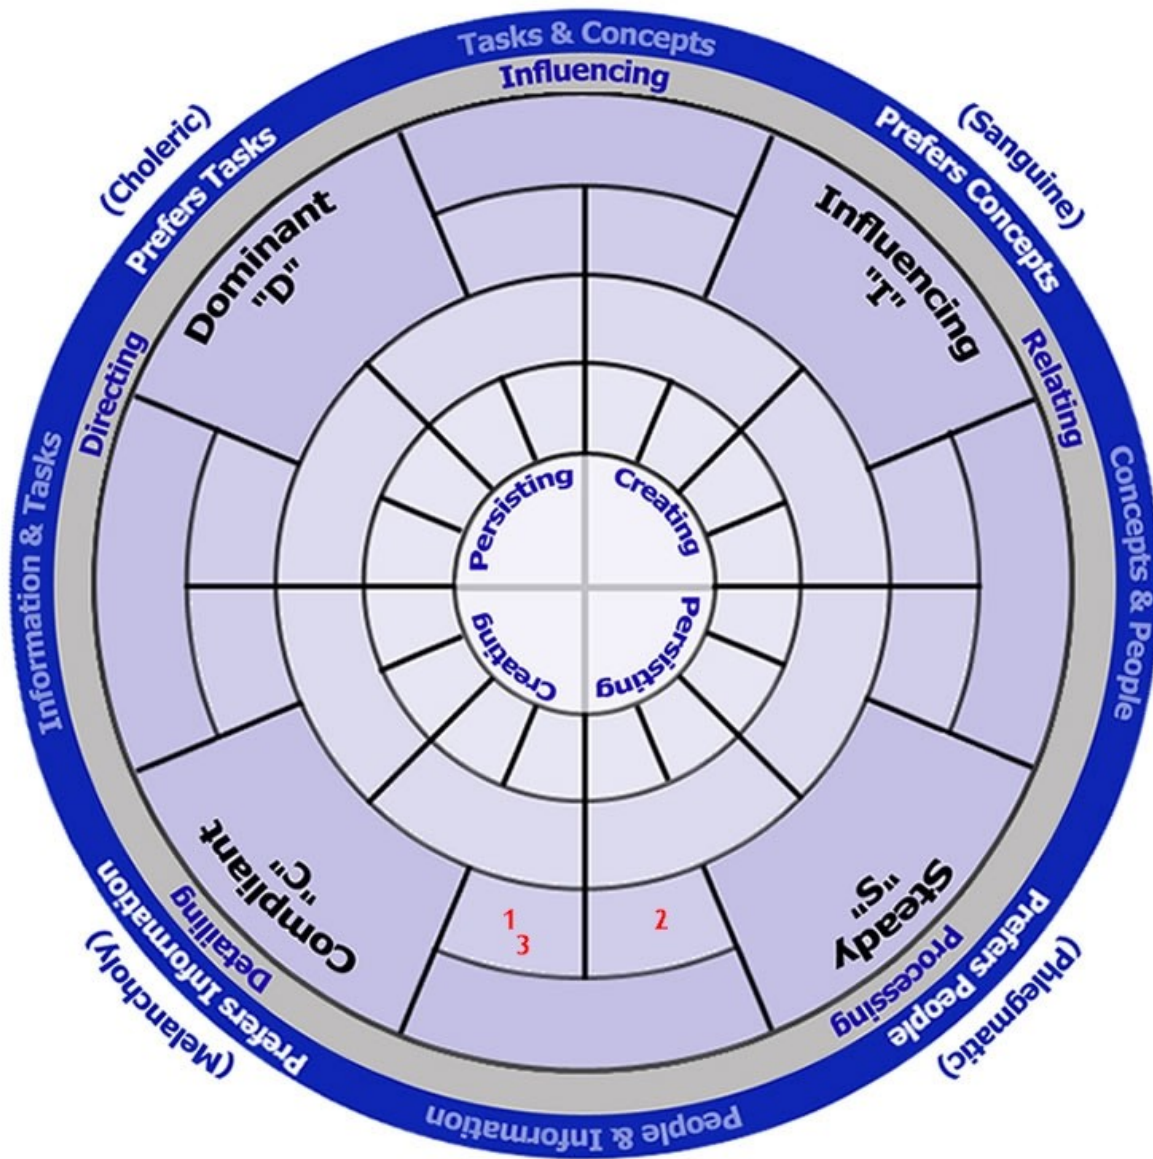 Tasks & Concepts
Influencing
(Choleric)
Prefers Tasks
Prefers Concepts
(Sanguine)
Dominant
"D"
Influencing
"I"
Directing
Relating
Information & Tasks
Concepts & People
Persisting
Creating
Creating
Persisting
Compliant
"C"
Steady
"S"
1
3
2
Detailing
Processing
Prefers Information
Prefers People
(Melancholy)
(Phlegmatic)
People & Information